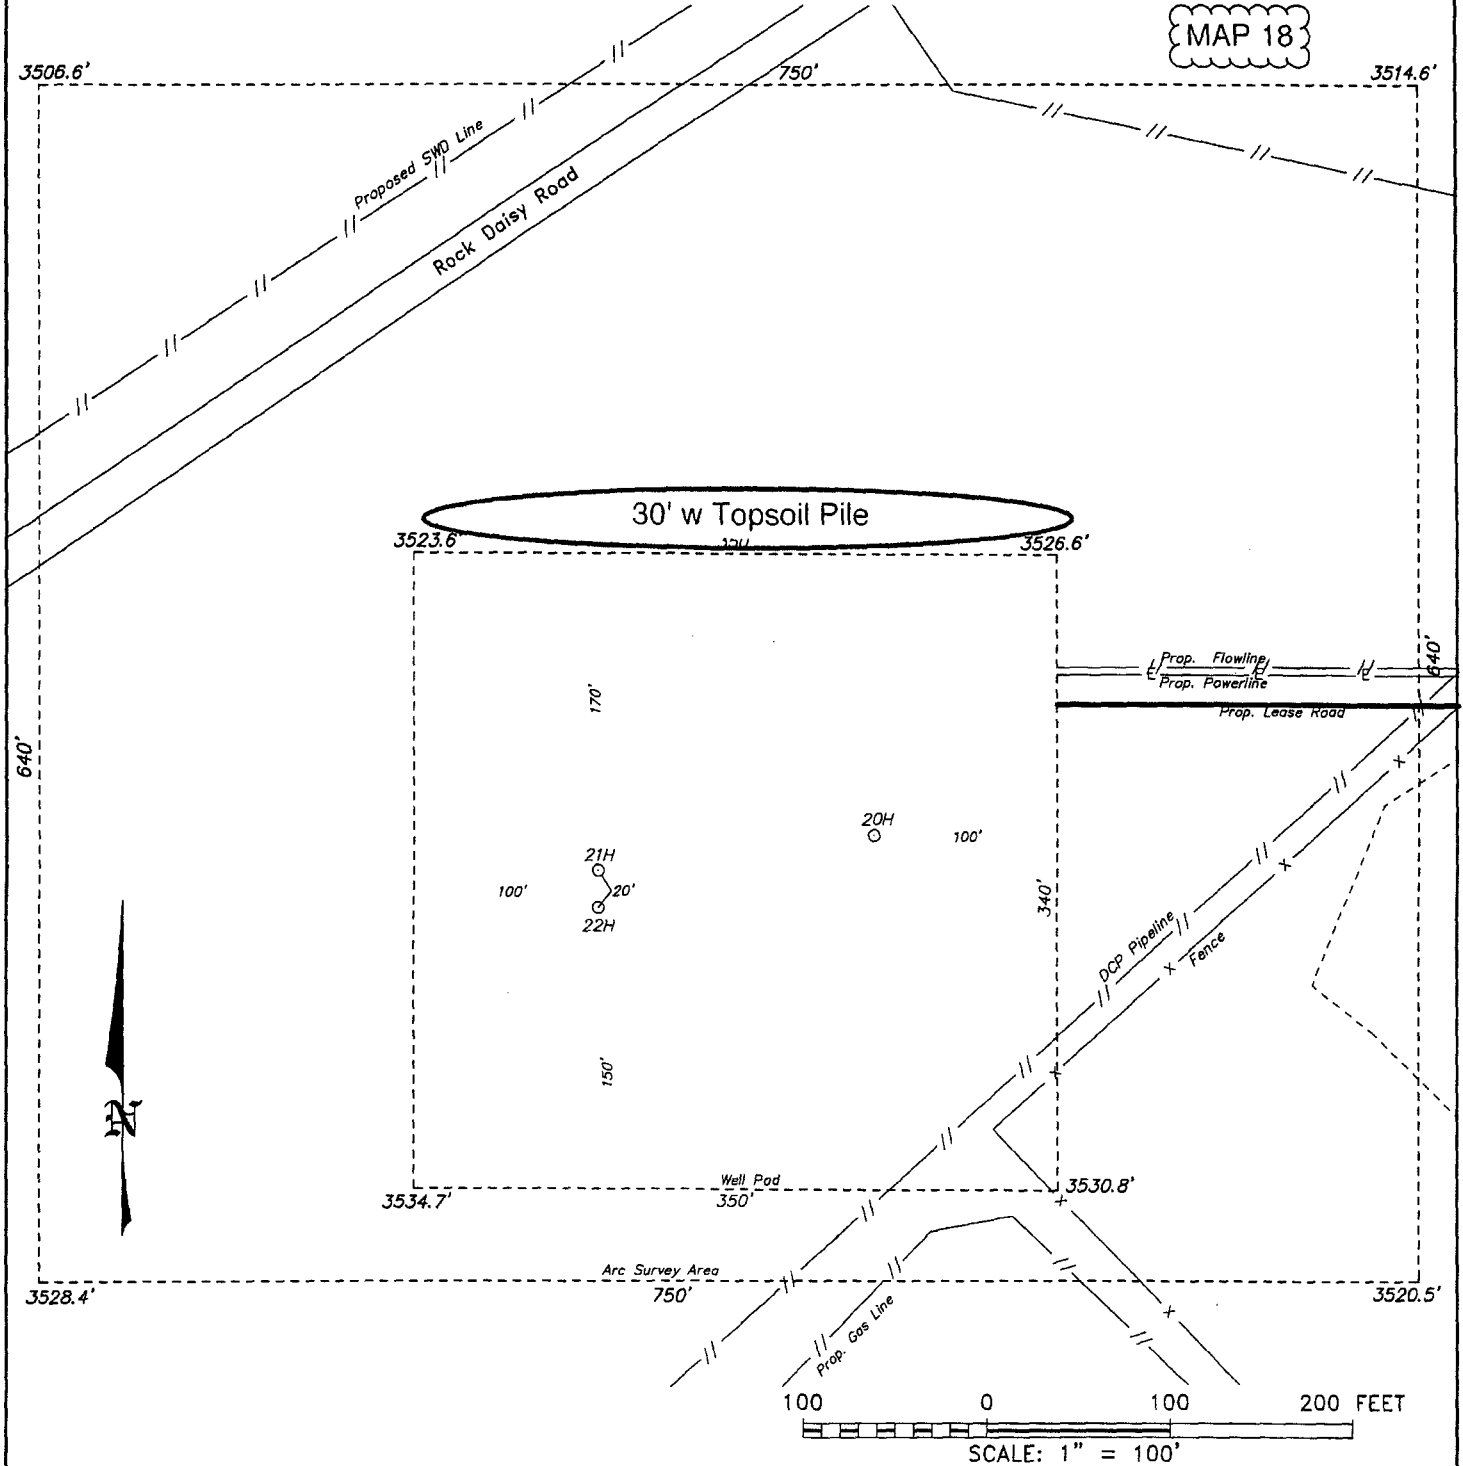 MAP 18
3506.6'
750'
3514.6'
Proposed SWD Line
Rock Daisy Road
30' w Topsoil Pile
3523.6'
3526.6'
Prop. Flowline
Prop. Powerline
Prop. Lease Road
640'
640'
170'
20H
100'
21H
100'
20'
22H
340'
DCP Pipeline
Fence
150'
N
Well Pad
3534.7'
350'
3530.8'
Arc Survey Area
3528.4'
750'
3520.5'
Prop. Gas Line
100 0 100 200 FEET
SCALE: 1" = 100'